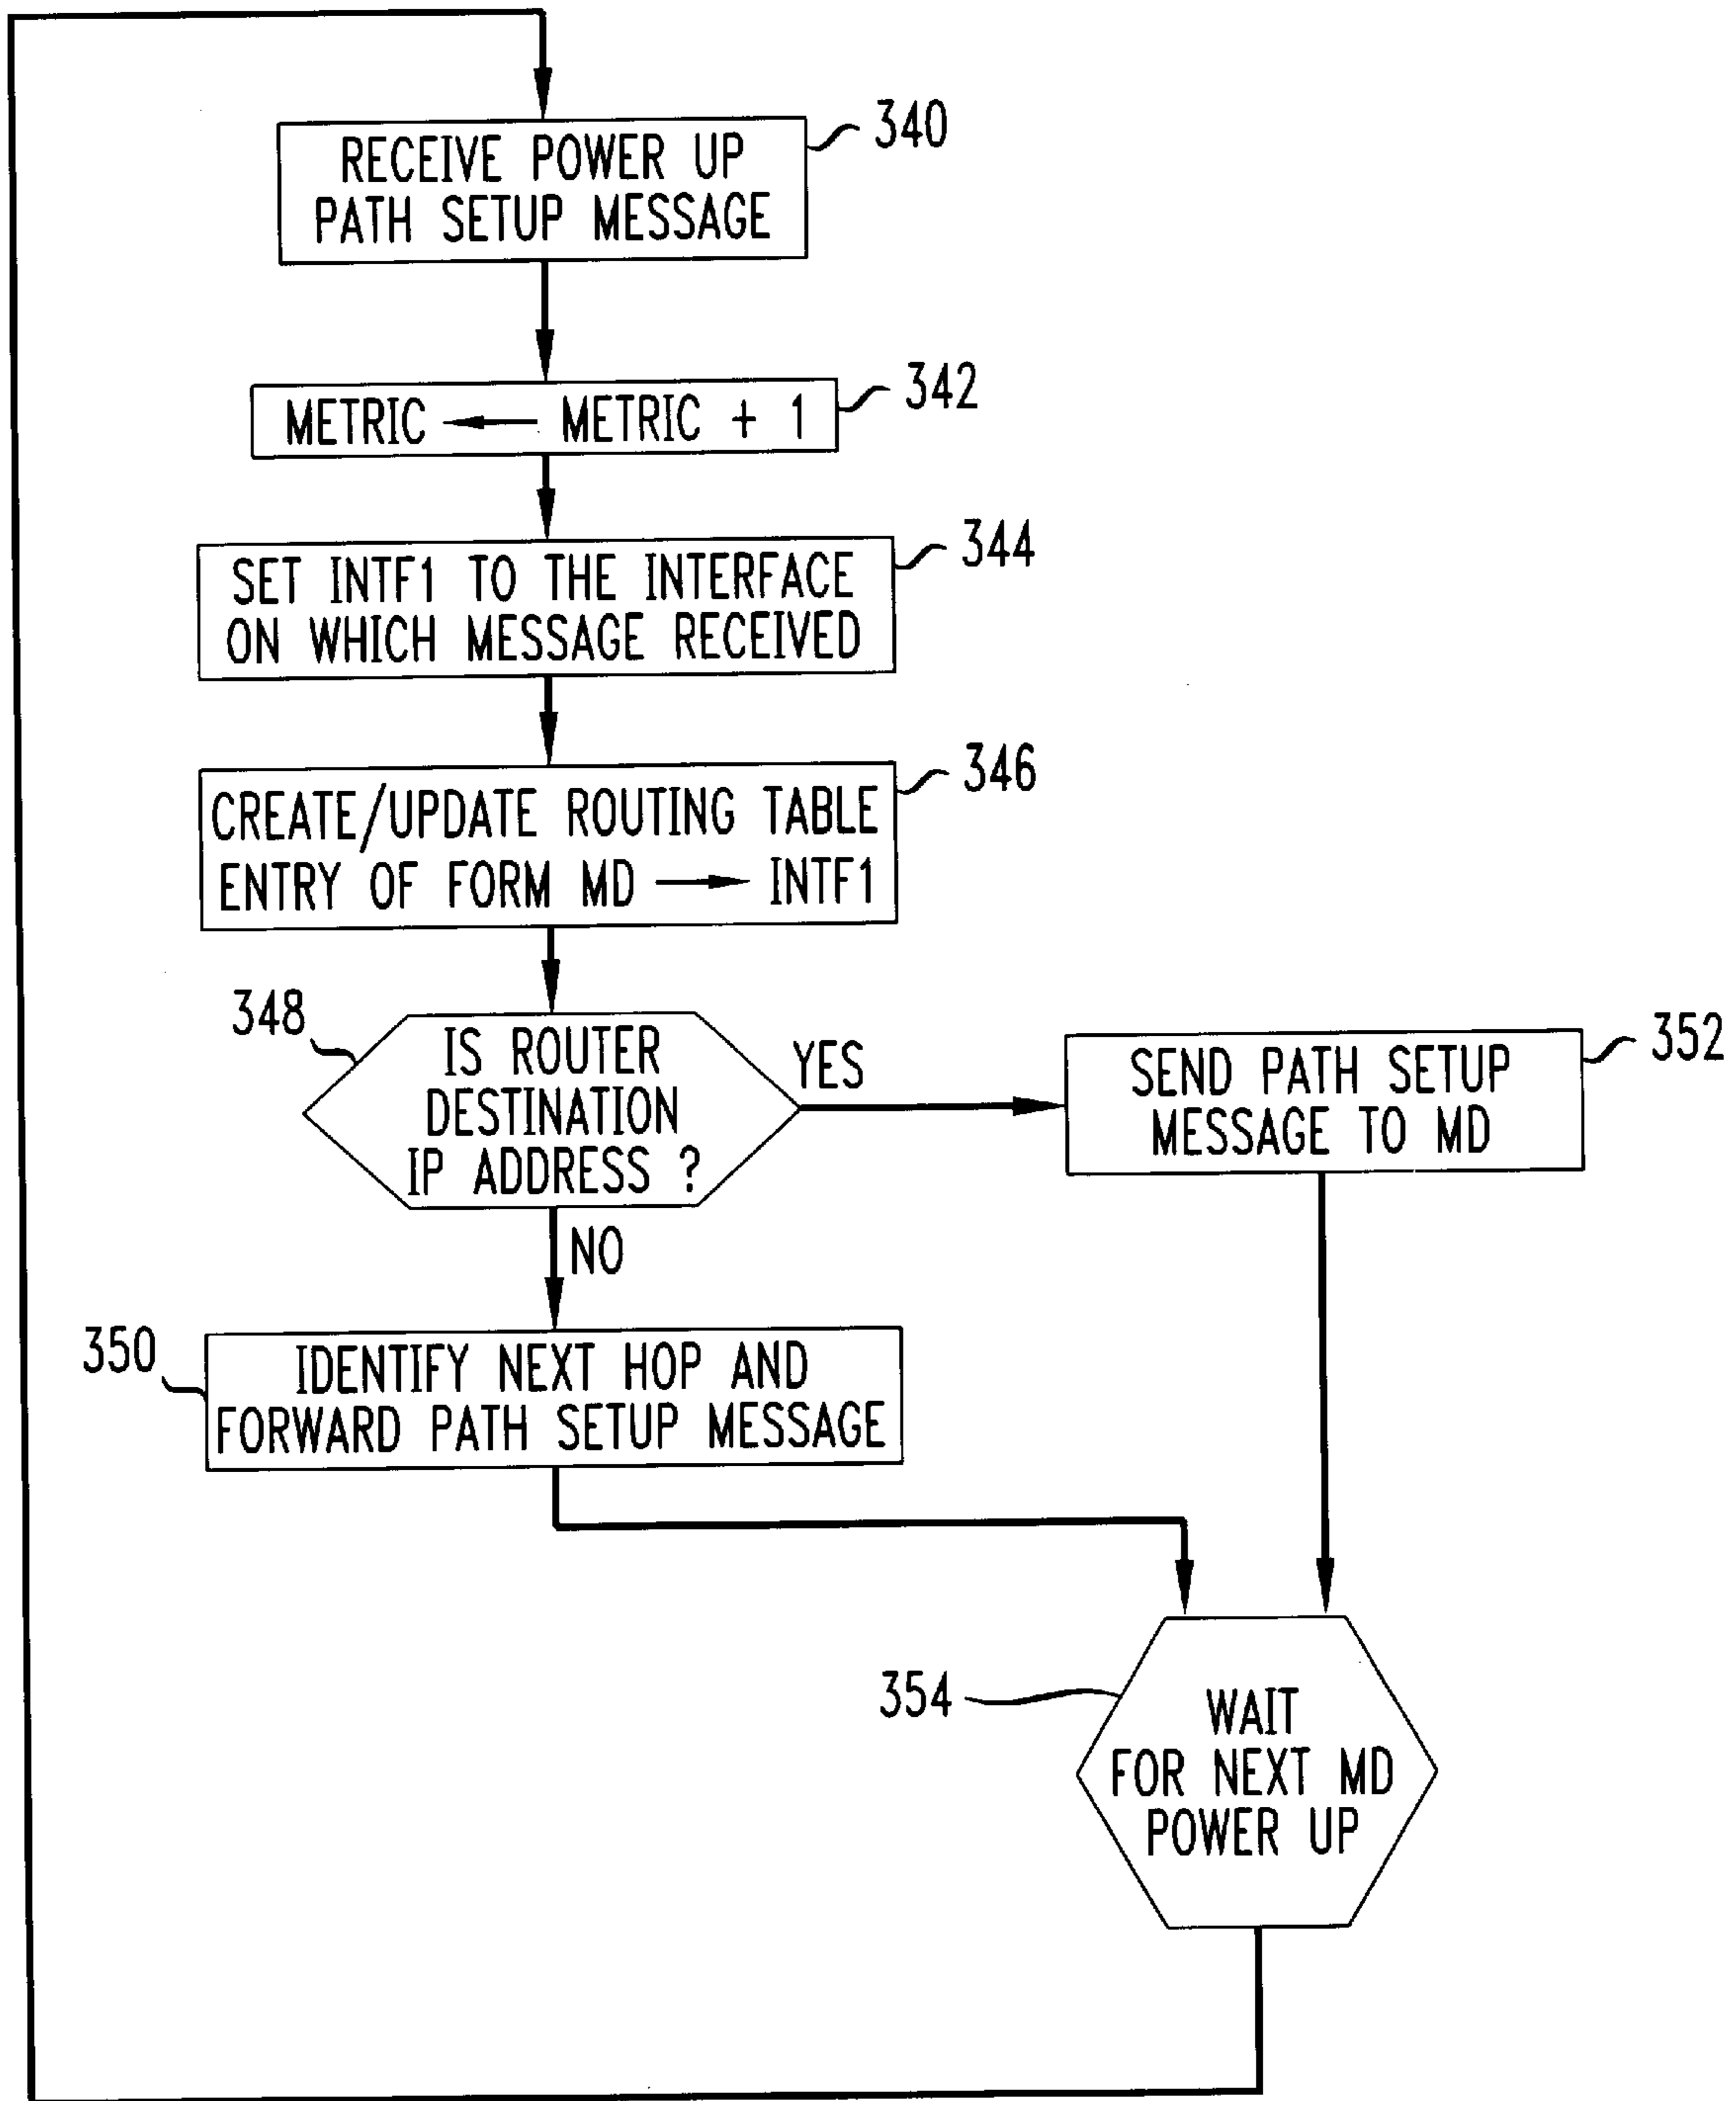 RECEIVE POWER UP
PATH SETUP MESSAGE
340
METRIC ← METRIC + 1
342
SET INTF1 TO THE INTERFACE
ON WHICH MESSAGE RECEIVED
344
CREATE/UPDATE ROUTING TABLE
ENTRY OF FORM MD → INTF1
346
348
IS ROUTER
DESTINATION
IP ADDRESS ?
YES
SEND PATH SETUP
MESSAGE TO MD
352
NO
350
IDENTIFY NEXT HOP AND
FORWARD PATH SETUP MESSAGE
354
WAIT
FOR NEXT MD
POWER UP